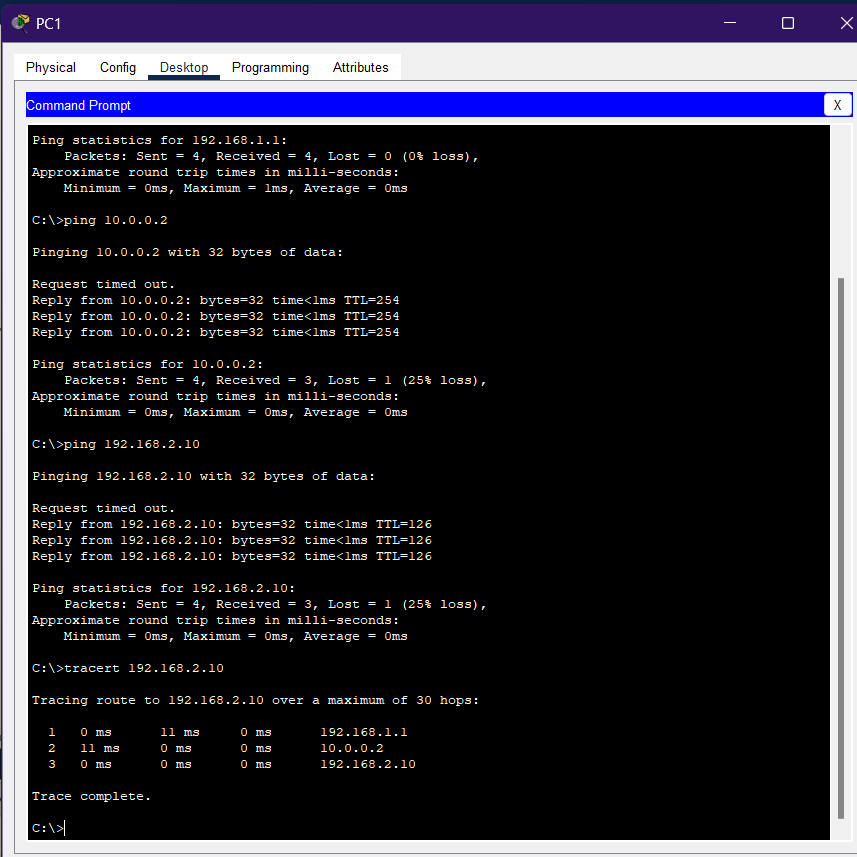 PC1
Physical Config Desktop Programming Attributes
Command Prompt X
Ping statistics for 192.168.1.1:
    Packets: Sent = 4, Received = 4, Lost = 0 (0% loss),
Approximate round trip times in milli-seconds:
    Minimum = 0ms, Maximum = 1ms, Average = 0ms
C:\>ping 10.0.0.2
Pinging 10.0.0.2 with 32 bytes of data:
Request timed out.
Reply from 10.0.0.2: bytes=32 time<1ms TTL=254
Reply from 10.0.0.2: bytes=32 time<1ms TTL=254
Reply from 10.0.0.2: bytes=32 time<1ms TTL=254
Ping statistics for 10.0.0.2:
    Packets: Sent = 4, Received = 3, Lost = 1 (25% loss),
Approximate round trip times in milli-seconds:
    Minimum = 0ms, Maximum = 0ms, Average = 0ms
C:\>ping 192.168.2.10
Pinging 192.168.2.10 with 32 bytes of data:
Request timed out.
Reply from 192.168.2.10: bytes=32 time<1ms TTL=126
Reply from 192.168.2.10: bytes=32 time<1ms TTL=126
Reply from 192.168.2.10: bytes=32 time<1ms TTL=126
Ping statistics for 192.168.2.10:
    Packets: Sent = 4, Received = 3, Lost = 1 (25% loss),
Approximate round trip times in milli-seconds:
    Minimum = 0ms, Maximum = 0ms, Average = 0ms
C:\>tracert 192.168.2.10
Tracing route to 192.168.2.10 over a maximum of 30 hops:
  1   0 ms      11 ms     0 ms      192.168.1.1
  2   11 ms     0 ms      0 ms      10.0.0.2
  3   0 ms      0 ms      0 ms      192.168.2.10
Trace complete.
C:\>